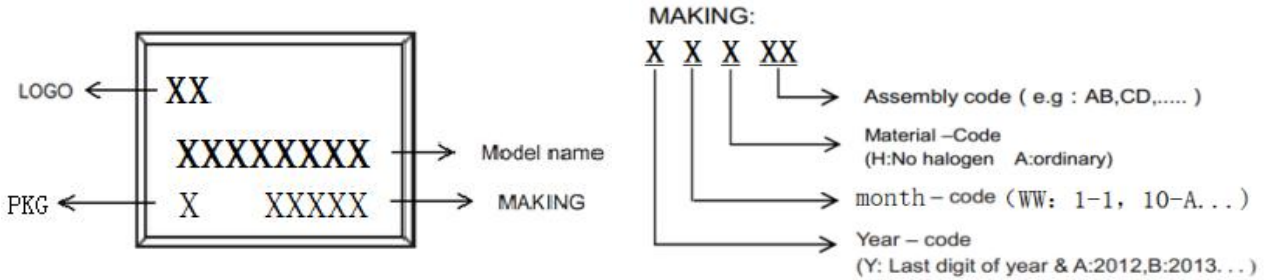 LOGO
XX
XXXXXXXX
Model name
PKG
X XXXXX
MAKING
MAKING:
X X X XX
Assembly code ( e.g : AB,CD,..... )
Material –Code
(H:No halogen A:ordinary)
month – code (WW: 1-1, 10-A...)
Year – code
(Y: Last digit of year & A:2012,B:2013...)